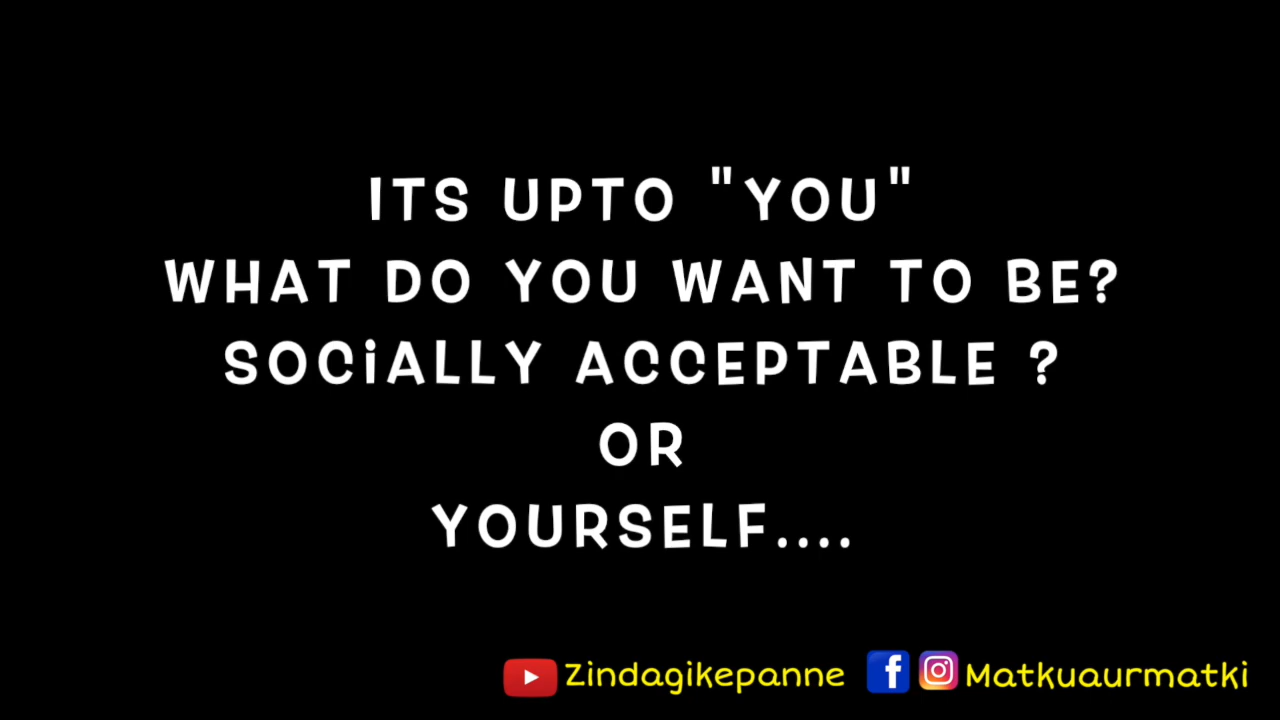 ITS UPTO "YOU"
WHAT DO YOU WANT TO BE?
SOCiALLY ACCEPTABLE ?
OR
YOURSELF....
Zindagikepanne
Matkuaurmatki